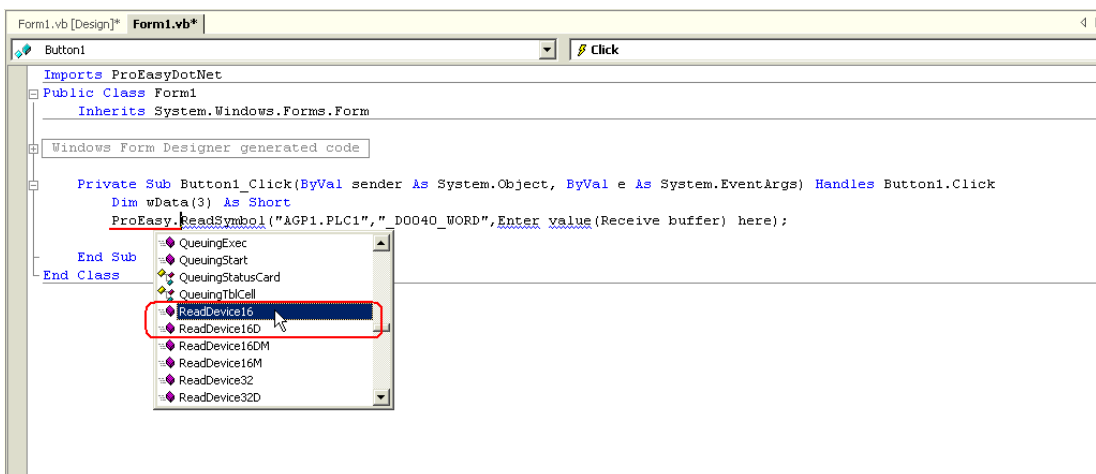 Form1.vb [Design]* Form1.vb*
Button1 Click
Imports ProEasyDotNet
Public Class Form1
Inherits System.Windows.Forms.Form
Windows Form Designer generated code
Private Sub Button1_Click(ByVal sender As System.Object, ByVal e As System.EventArgs) Handles Button1.Click
Dim wData(3) As Short
ProEasy.ReadSymbol("AGP1.PLC1","_D0040_WORD",Enter value(Receive buffer) here);
QueuingExec
End Sub
QueuingStart
End Class
QueuingStatusCard
QueuingTblCell
ReadDevice16
ReadDevice16D
ReadDevice16DM
ReadDevice16M
ReadDevice32
ReadDevice32D